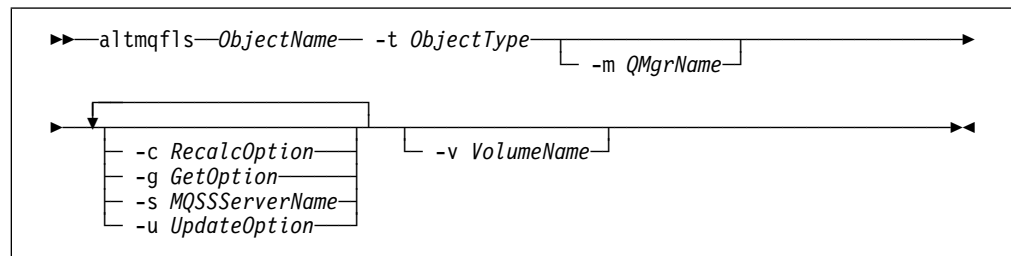 altmqfls ObjectName -t ObjectType
-m QMgrName
-c RecalcOption
-g GetOption
-s MQSSServerName
-u UpdateOption
-v VolumeName